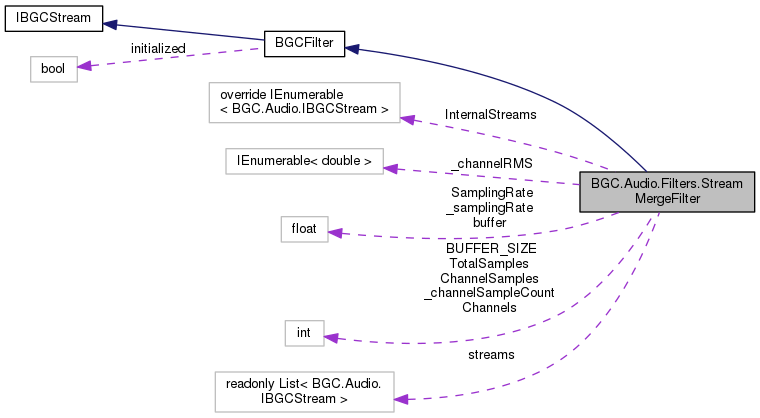 IBGCStream
BGCFilter
initialized
bool
override IEnumerable
< BGC.Audio.IBGCStream >
InternalStreams
IEnumerable< double >
_channelRMS
BGC.Audio.Filters.Stream
MergeFilter
SamplingRate
_samplingRate
buffer
float
BUFFER_SIZE
TotalSamples
ChannelSamples
_channelSampleCount
Channels
int
streams
readonly List< BGC.Audio.
IBGCStream >